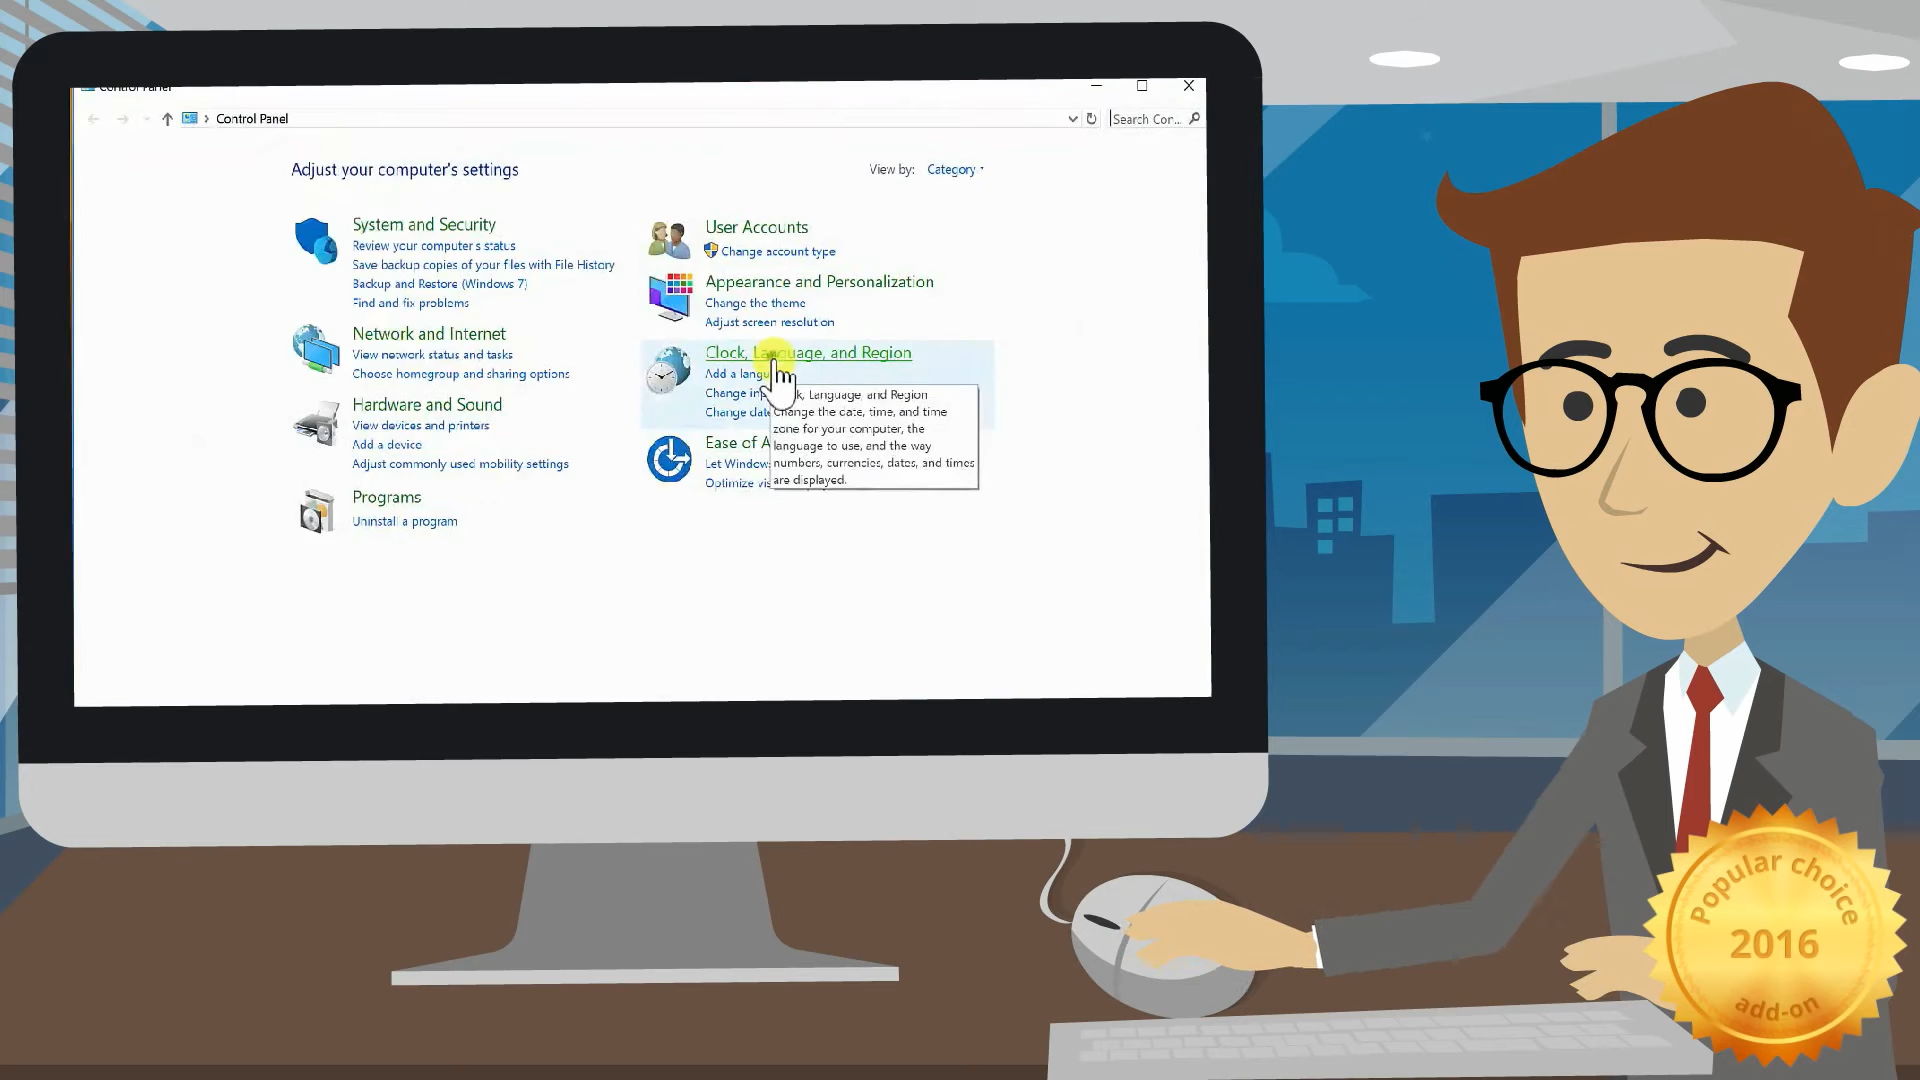 Control Panel
Control Panel
Search Con...
Adjust your computer's settings
View by:
Category
System and Security
Review your computer's status
Save backup copies of your files with File History
Backup and Restore (Windows 7)
Find and fix problems
Network and Internet
View network status and tasks
Choose homegroup and sharing options
Hardware and Sound
View devices and printers
Add a device
Adjust commonly used mobility settings
Programs
Uninstall a program
User Accounts
Change account type
Appearance and Personalization
Change the theme
Adjust screen resolution
Clock, Language, and Region
Add a
Change
Change
Language, and Region
Change the date, time, and time
zone for your computer, the
language to use, and the way
numbers, currencies, dates, and times
are displayed.
Ease of
Let Windows
Optimize
Popular choice
2016
add-on